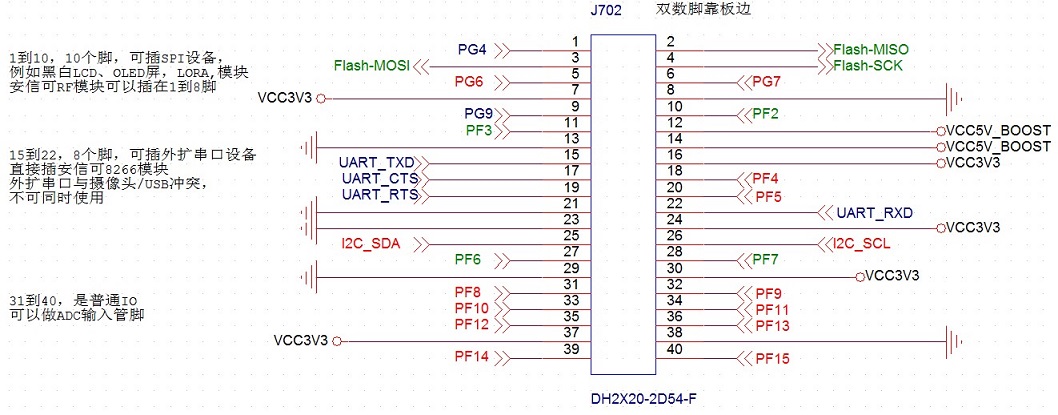 J702 双数脚靠板边
1到10，10个脚，可插SPI设备，
例如黑白LCD、OLED屏，LORA,模块
安信可RF模块可以插在1到8脚
PG4 1 2 Flash-MISO
Flash-MOSI 3 4 Flash-SCK
PG6 5 6 PG7
VCC3V3 7 8
PG9 9 10 PF2
PF3 11 12 VCC5V_BOOST
13 14 VCC5V_BOOST
15到22，8个脚，可插外扩串口设备
直接插安信可8266模块
外扩串口与摄像头/USB冲突，
不可同时使用
UART_TXD 15 16 VCC3V3
UART_CTS 17 18 PF4
UART_RTS 19 20 PF5
21 22 UART_RXD
23 24 VCC3V3
I2C_SDA 25 26 I2C_SCL
PF6 27 28 PF7
29 30 VCC3V3
31到40，是普通IO
可以做ADC输入管脚
PF8 31 32 PF9
PF10 33 34 PF11
PF12 35 36 PF13
VCC3V3 37 38
PF14 39 40 PF15
DH2X20-2D54-F